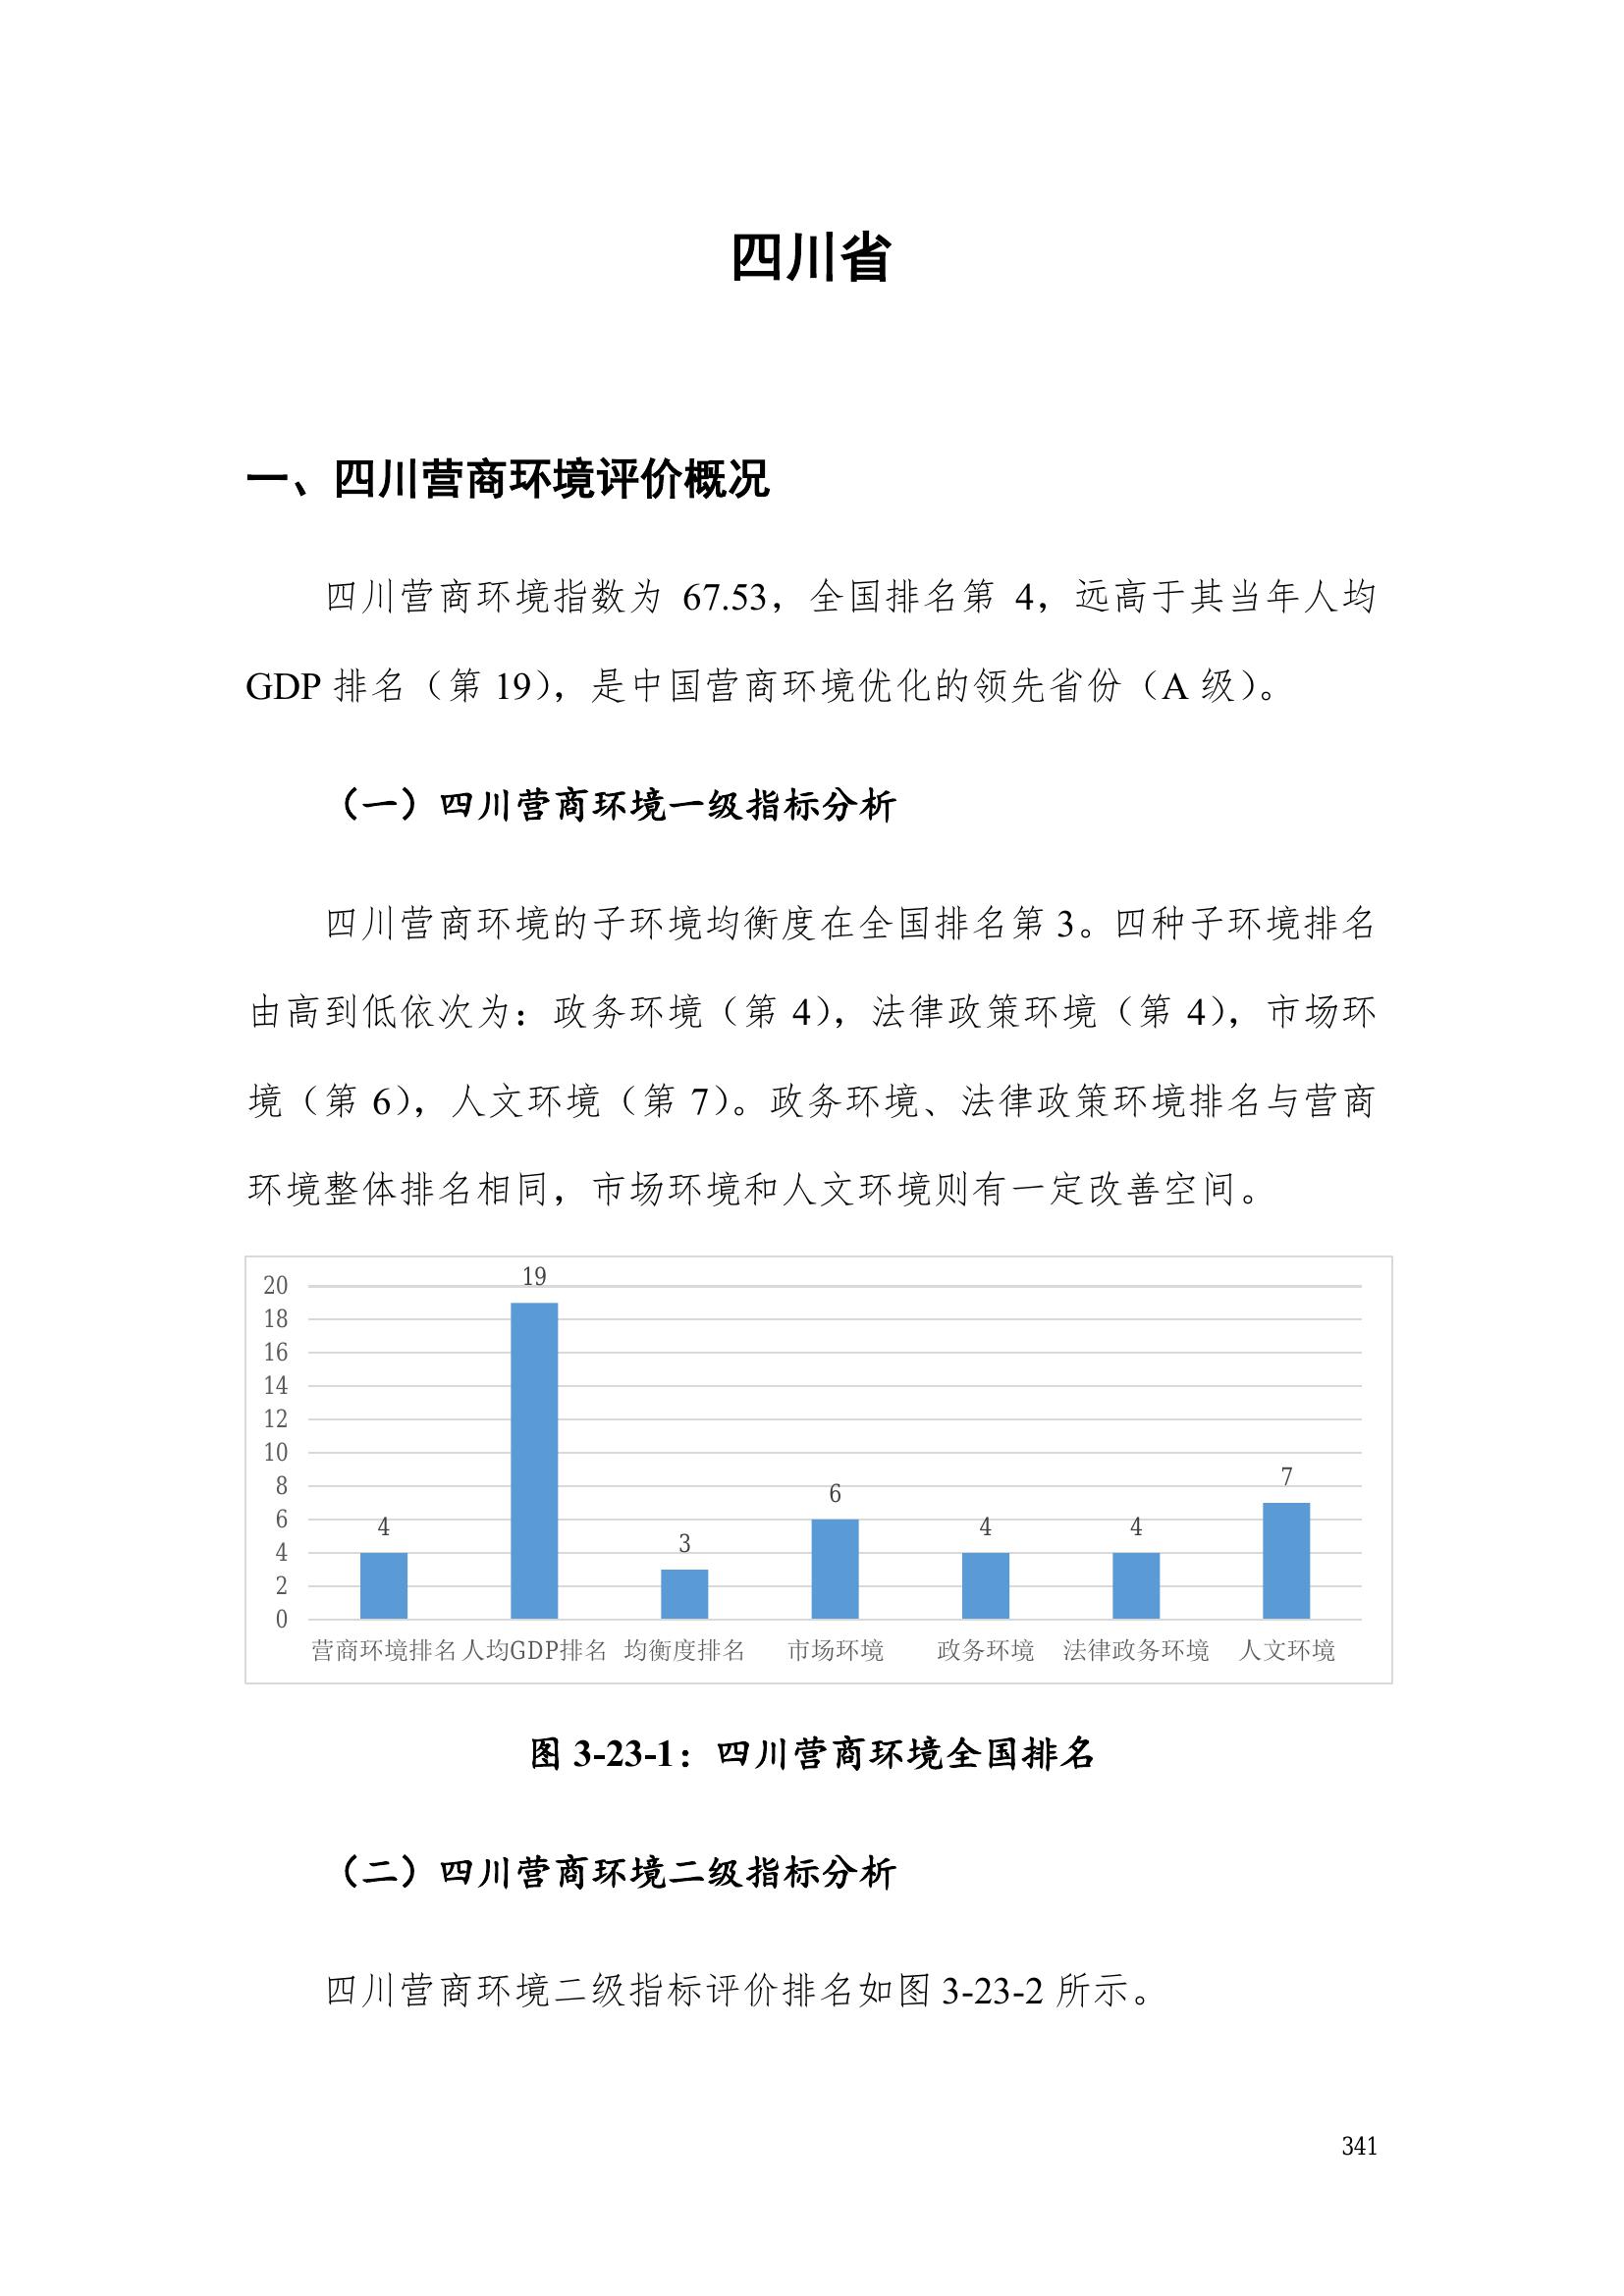 四川省
一、四川营商环境评价概况
四川营商环境指数为 67.53，全国排名第 4，远高于其当年人均
GDP 排名（第 19），是中国营商环境优化的领先省份（A 级）。
（一）四川营商环境一级指标分析
四川营商环境的子环境均衡度在全国排名第 3。四种子环境排名
由高到低依次为：政务环境（第 4），法律政策环境（第 4），市场环
境（第 6），人文环境（第 7）。政务环境、法律政策环境排名与营商
环境整体排名相同，市场环境和人文环境则有一定改善空间。
20
18
16
14
12
10
8
6
4
2
0
4
19
3
6
4
4
7
营商环境排名 人均GDP排名 均衡度排名 市场环境 政务环境 法律政务环境 人文环境
图 3-23-1：四川营商环境全国排名
（二）四川营商环境二级指标分析
四川营商环境二级指标评价排名如图 3-23-2 所示。
341